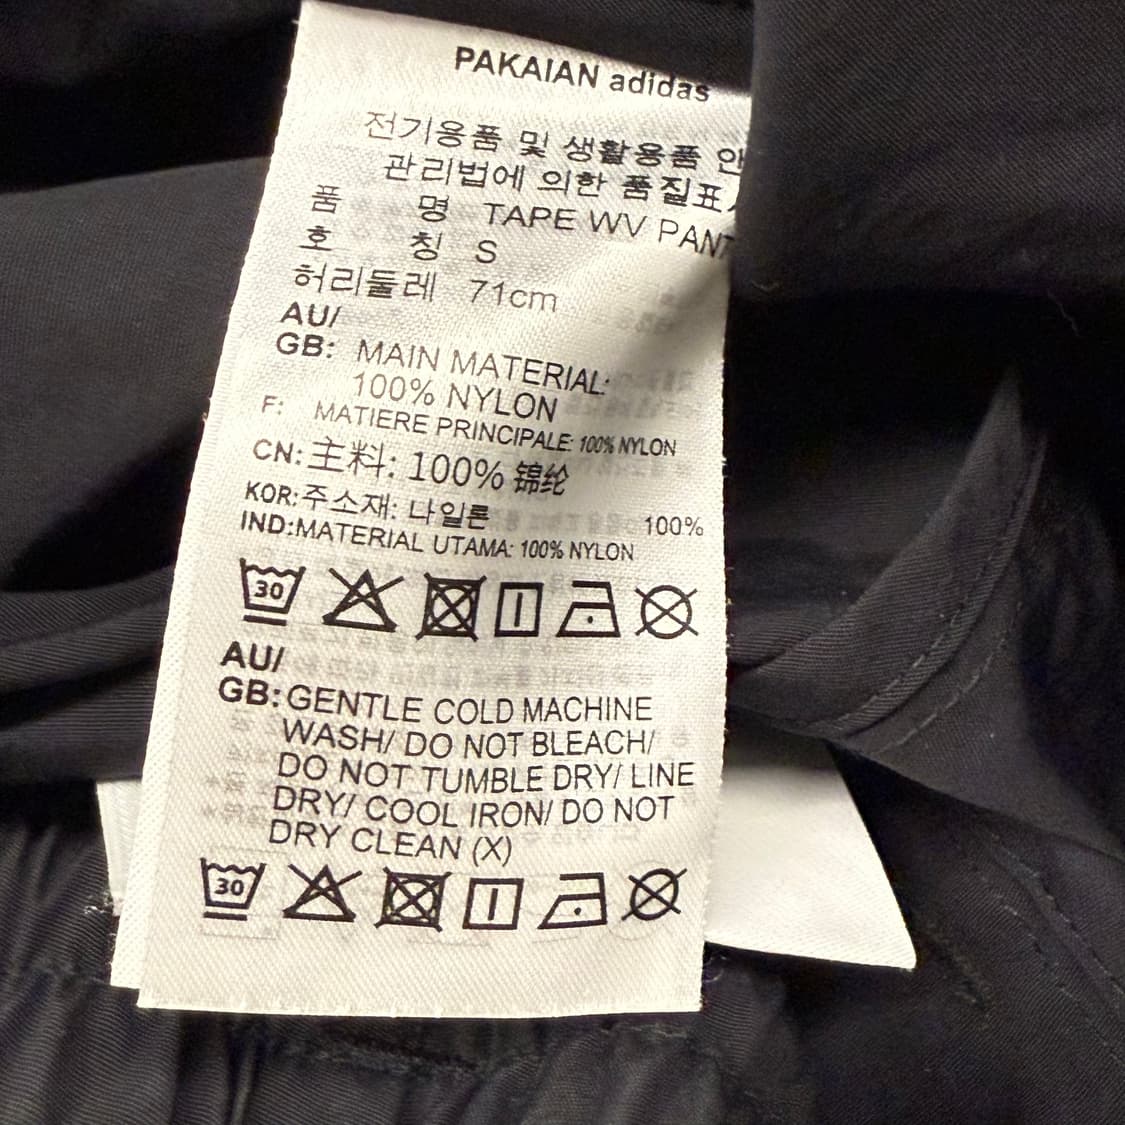 PAKAIAN adidas
전기용품 및 생활용품 안
관리법에 의한 품질표
품 명 TAPE WV PANT
호 칭 S
허리둘레 71cm
AU/
GB: MAIN MATERIAL:
100% NYLON
F: MATIERE PRINCIPALE: 100% NYLON
CN: 主料: 100% 锦纶
KOR: 주소재: 나일론 100%
IND: MATERIAL UTAMA: 100% NYLON
30
AU/
GB: GENTLE COLD MACHINE
WASH/ DO NOT BLEACH/
DO NOT TUMBLE DRY/ LINE
DRY/ COOL IRON/ DO NOT
DRY CLEAN (X)
30